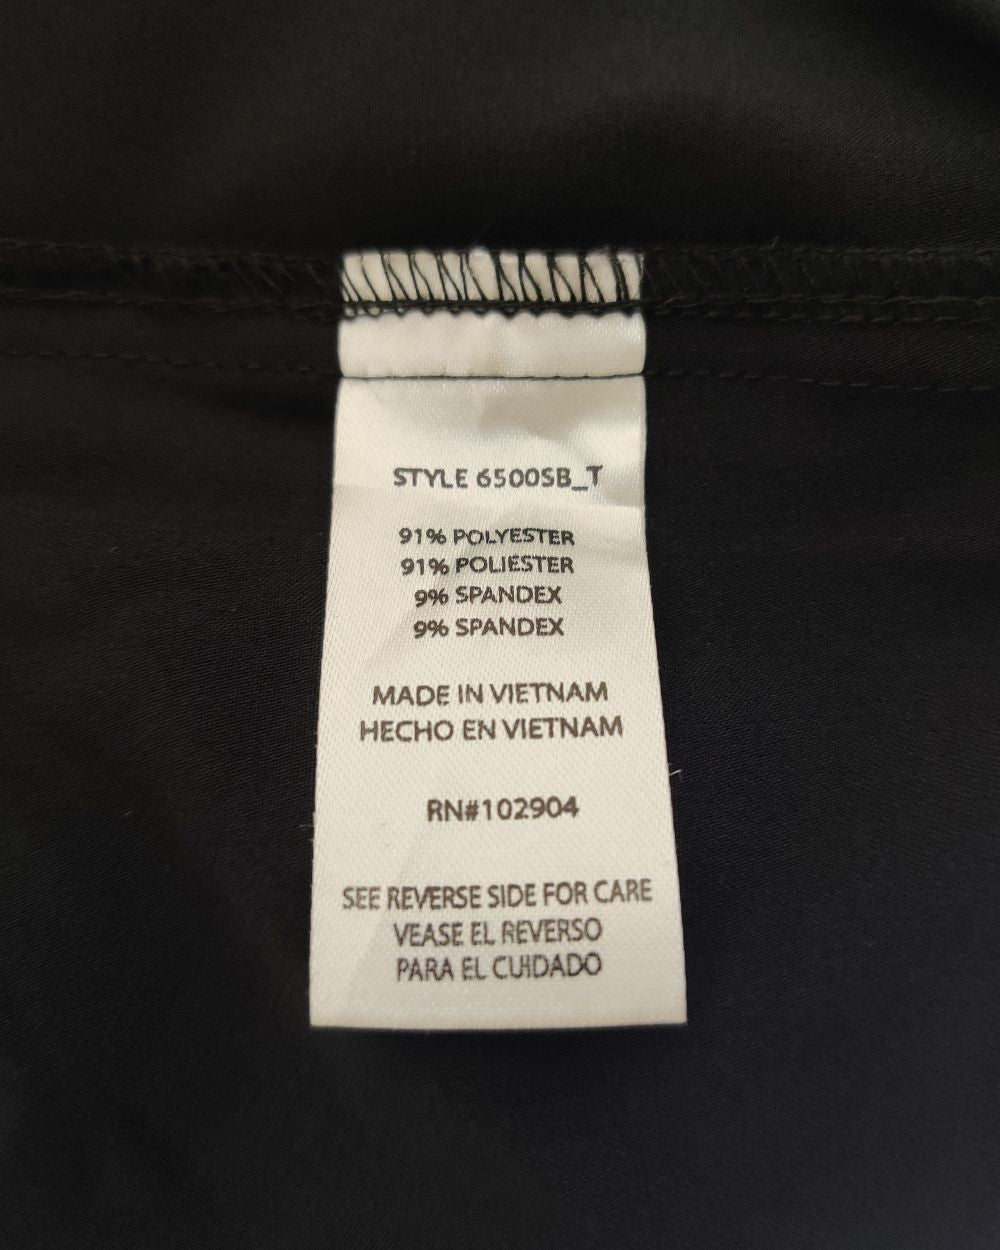 STYLE 6500SB_T
91% POLYESTER
91% POLIESTER
9% SPANDEX
9% SPANDEX
MADE IN VIETNAM
HECHO EN VIETNAM
RN#102904
SEE REVERSE SIDE FOR CARE
VEASE EL REVERSO
PARA EL CUIDADO